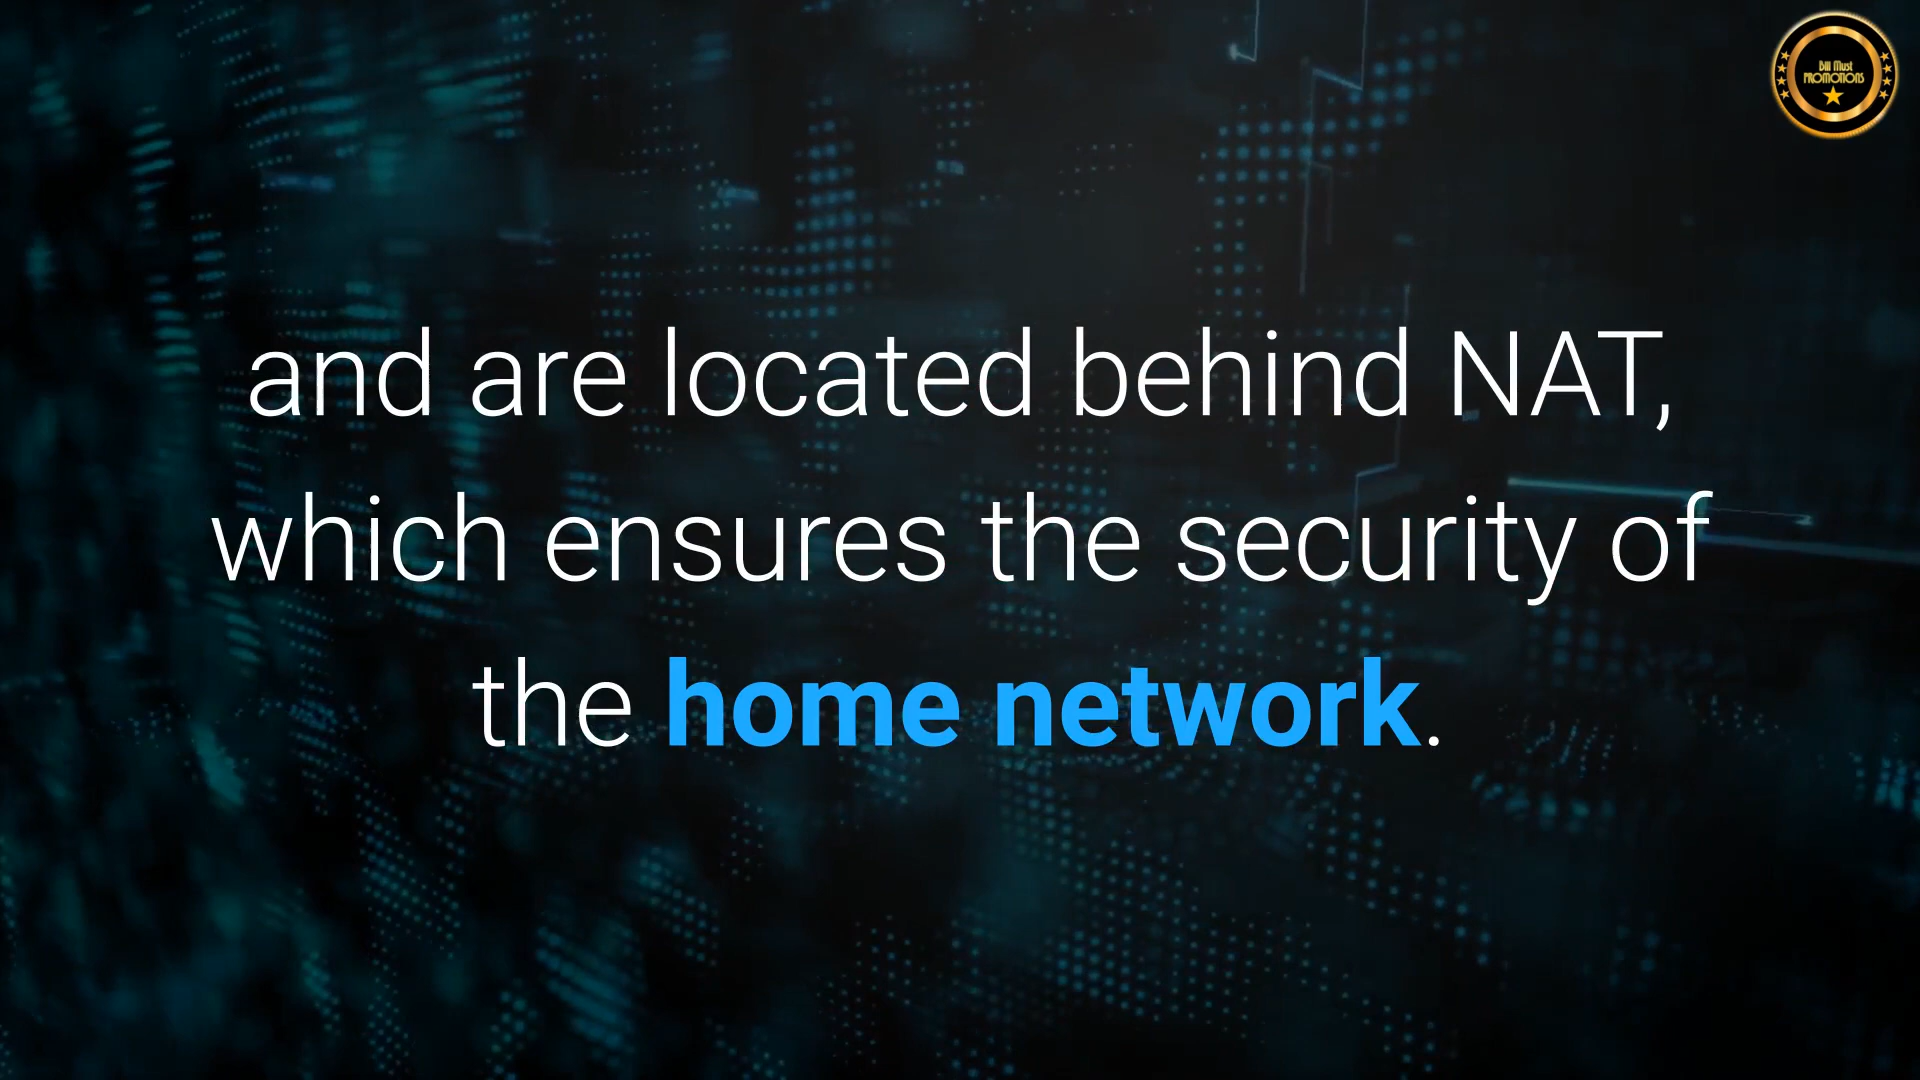 Bill Must
PROMOTIONS
and are located behind NAT,
which ensures the security of
the home network.